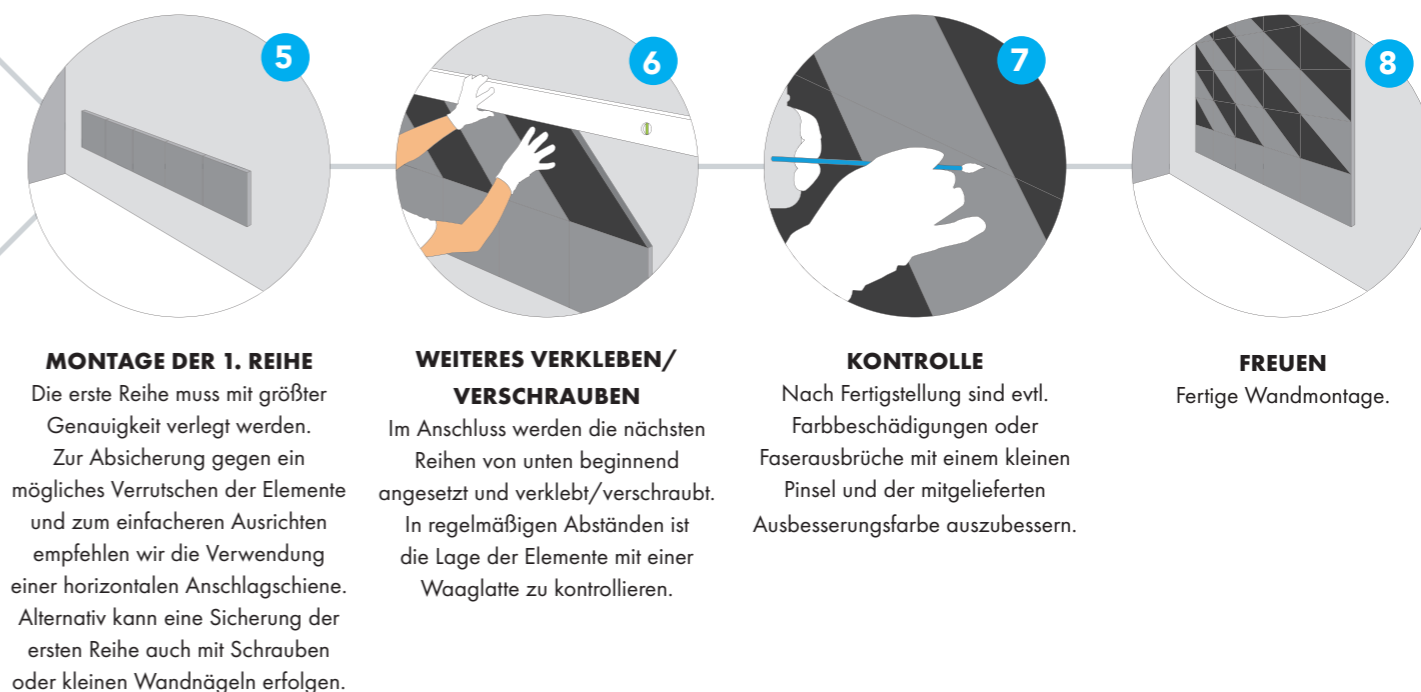 5
MONTAGE DER 1. REIHE
Die erste Reihe muss mit größter
Genauigkeit verlegt werden.
Zur Absicherung gegen ein
mögliches Verrutschen der Elemente
und zum einfacheren Ausrichten
empfehlen wir die Verwendung
einer horizontalen Anschlagschiene.
Alternativ kann eine Sicherung der
ersten Reihe auch mit Schrauben
oder kleinen Wandnägeln erfolgen.
6
WEITERES VERKLEBEN/
VERSCHRAUBEN
Im Anschluss werden die nächsten
Reihen von unten beginnend
angesetzt und verklebt/verschraubt.
In regelmäßigen Abständen ist
die Lage der Elemente mit einer
Waaglatte zu kontrollieren.
7
KONTROLLE
Nach Fertigstellung sind evtl.
Farbbeschädigungen oder
Faserausbrüche mit einem kleinen
Pinsel und der mitgelieferten
Ausbesserungsfarbe auszubessern.
8
FREUEN
Fertige Wandmontage.